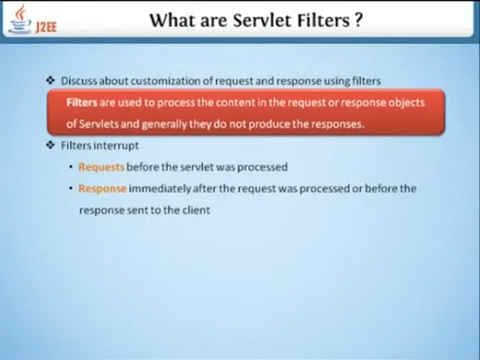 J2EE
What are Servlet Filters ?
Discuss about customization of request and response using filters
Filters are used to process the content in the request or response objects
of Servlets and generally they do not produce the responses.
Filters interrupt
Requests before the servlet was processed
Response immediately after the request was processed or before the
response sent to the client